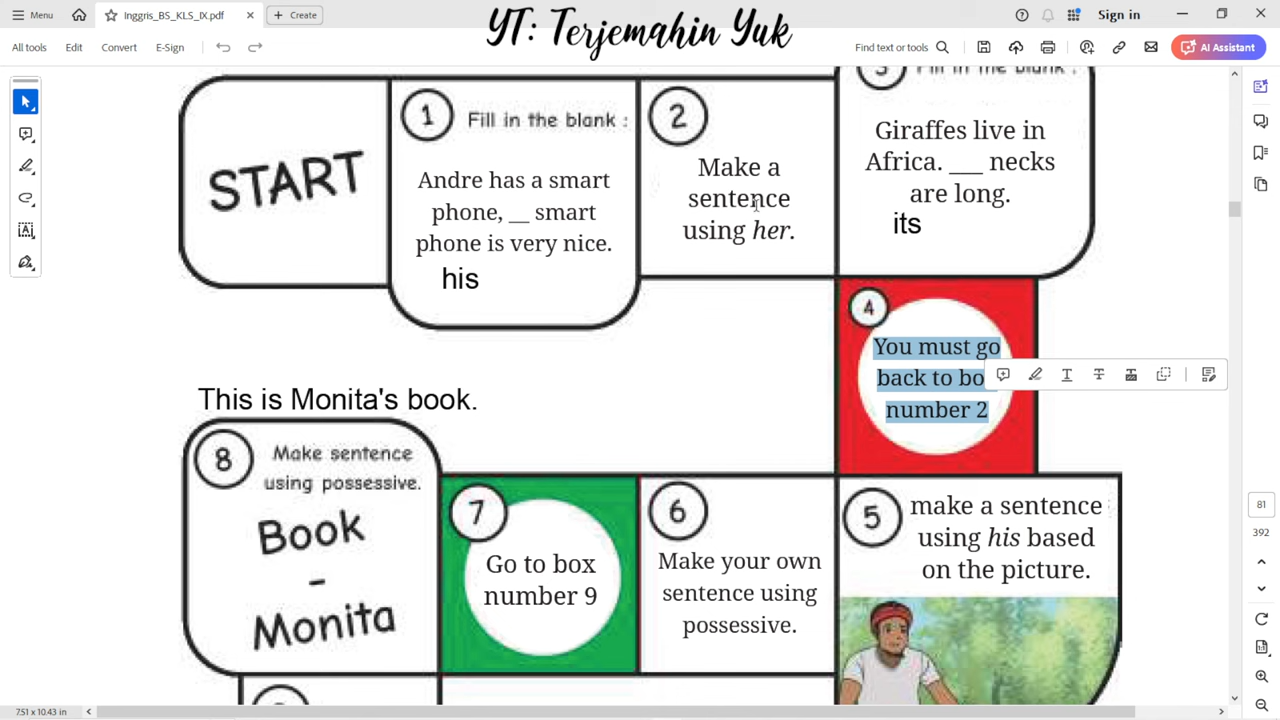 Menu
Inggris_BS_KLS_IX.pdf
Create
YT: Terjemahin Yuk
Sign in
All tools
Edit
Convert
E-Sign
Find text or tools
AI Assistant
START
1
Fill in the blank :
Andre has a smart
phone, __ smart
phone is very nice.
his
2
Make a
sentence
using her.
3
Fill in the blank :
Giraffes live in
Africa. ___ necks
are long.
its
4
You must go
back to bo
number 2
This is Monita's book.
8
Make sentence
using possessive.
Book
-
Monita
7
Go to box
number 9
6
Make your own
sentence using
possessive.
5
make a sentence
using his based
on the picture.
81
392
7.51 x 10.43 in